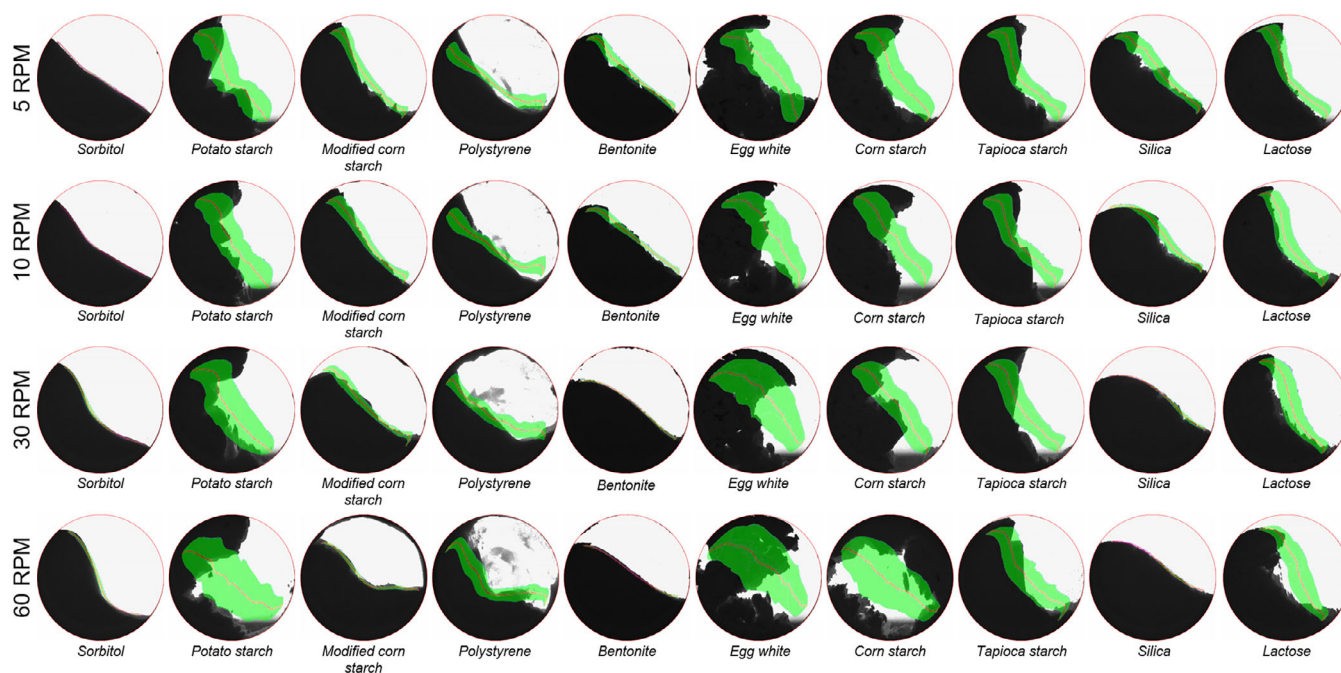 5 RPM
Sorbitol Potato starch Modified corn Polystyrene Bentonite Egg white Corn starch Tapioca starch Silica Lactose
starch
10 RPM
Sorbitol Potato starch Modified corn Polystyrene Bentonite Egg white Corn starch Tapioca starch Silica Lactose
starch
30 RPM
Sorbitol Potato starch Modified corn Polystyrene Bentonite Egg white Corn starch Tapioca starch Silica Lactose
starch
60 RPM
Sorbitol Potato starch Modified corn Polystyrene Bentonite Egg white Corn starch Tapioca starch Silica Lactose
starch